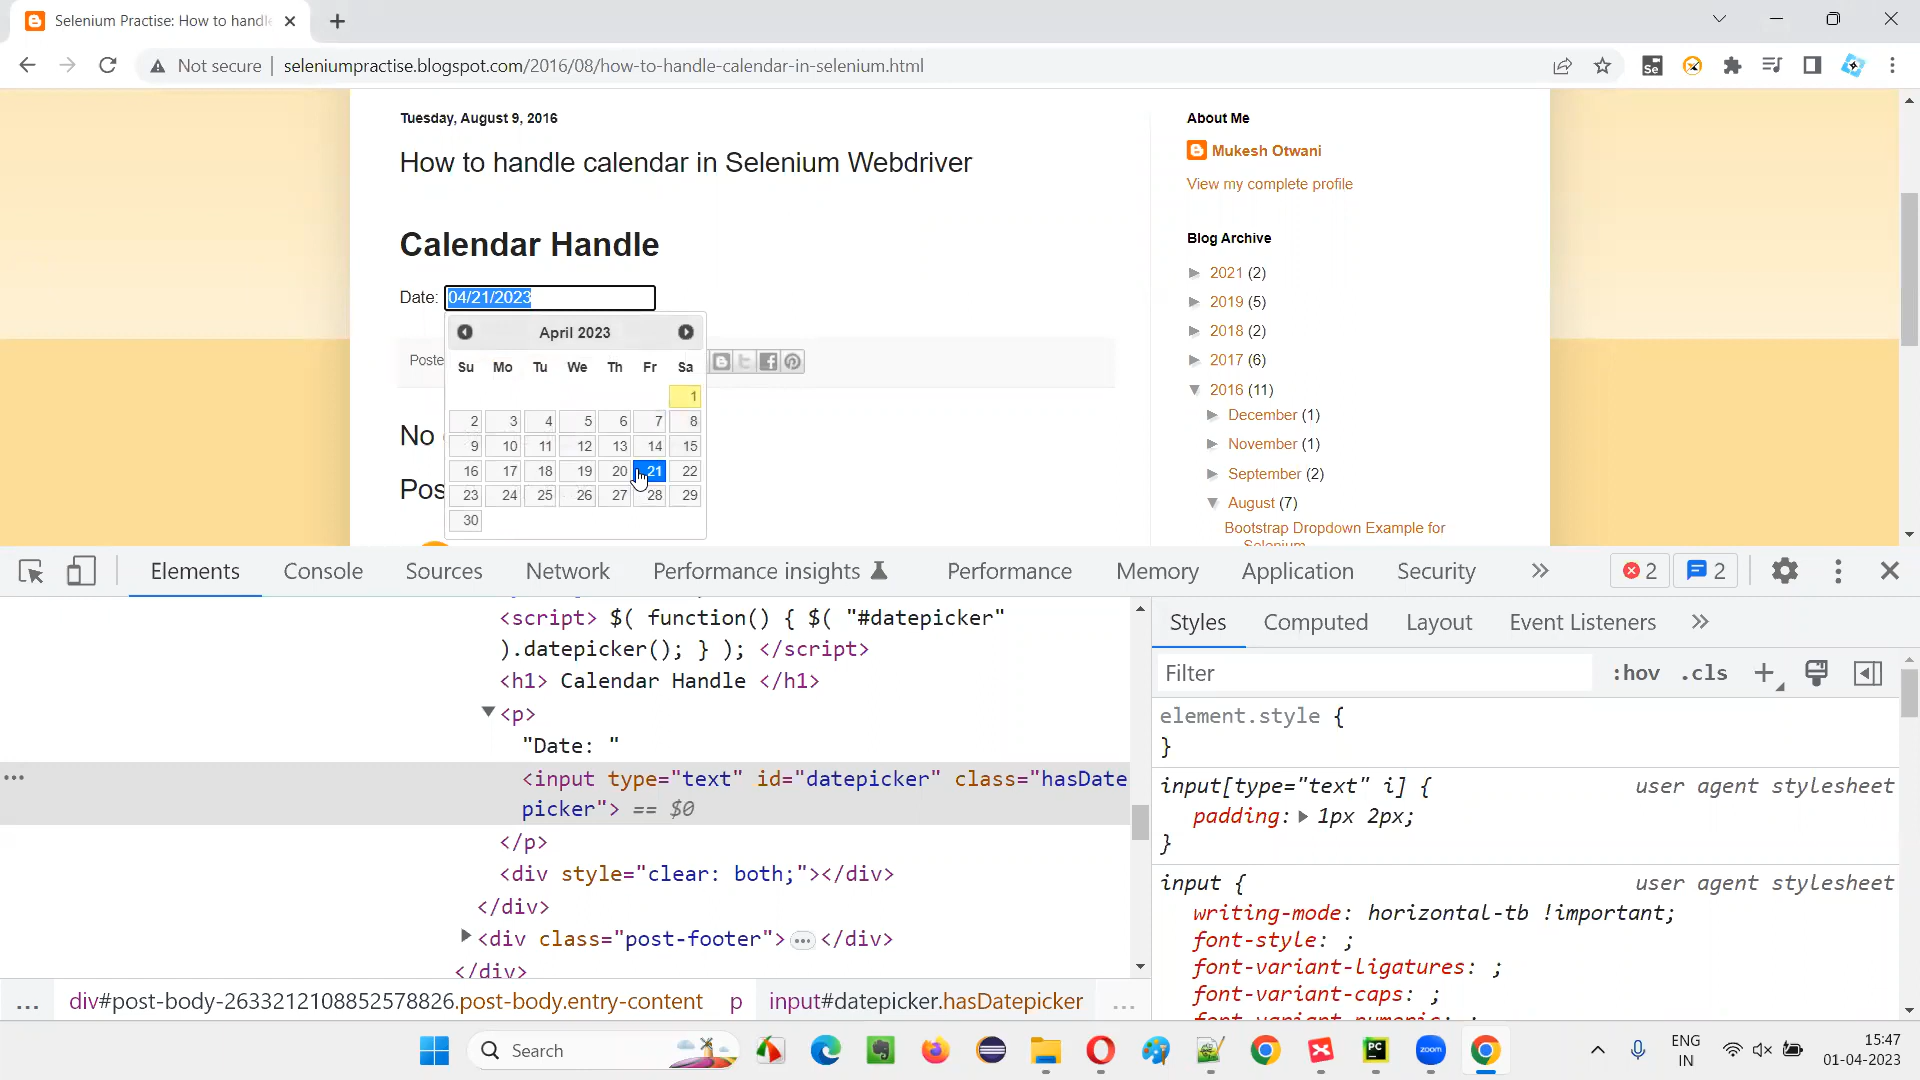 Selenium Practise: How to handle
Not secure
seleniumpractise.blogspot.com/2016/08/how-to-handle-calendar-in-selenium.html
Tuesday, August 9, 2016
How to handle calendar in Selenium Webdriver
Calendar Handle
Date: 04/21/2023
April 2023
Su Mo Tu We Th Fr Sa
1
2 3 4 5 6 7 8
9 10 11 12 13 14 15
16 17 18 19 20 21 22
23 24 25 26 27 28 29
30
Poste
No
Pos
About Me
Mukesh Otwani
View my complete profile
Blog Archive
► 2021 (2)
► 2019 (5)
► 2018 (2)
► 2017 (6)
▼ 2016 (11)
► December (1)
► November (1)
► September (2)
▼ August (7)
Bootstrap Dropdown Example for
Selenium
Elements Console Sources Network Performance insights Performance Memory Application Security » 2 2
<script> $( function() { $( "#datepicker"
).datepicker(); } ); </script>
<h1> Calendar Handle </h1>
▼<p>
"Date: "
<input type="text" id="datepicker" class="hasDate
picker"> == $0
</p>
<div style="clear: both;"></div>
</div>
►<div class="post-footer">…</div>
</div>
... div#post-body-2633212108852578826.post-body.entry-content p input#datepicker.hasDatepicker ...
Styles Computed Layout Event Listeners »
Filter :hov .cls +
element.style {
}
input[type="text" i] { user agent stylesheet
padding:► 1px 2px;
}
input { user agent stylesheet
writing-mode: horizontal-tb !important;
font-style: ;
font-variant-ligatures: ;
font-variant-caps: ;
font-variant-numeric: ;
Search
Se
PC
zoom
ENG
IN
15:47
01-04-2023